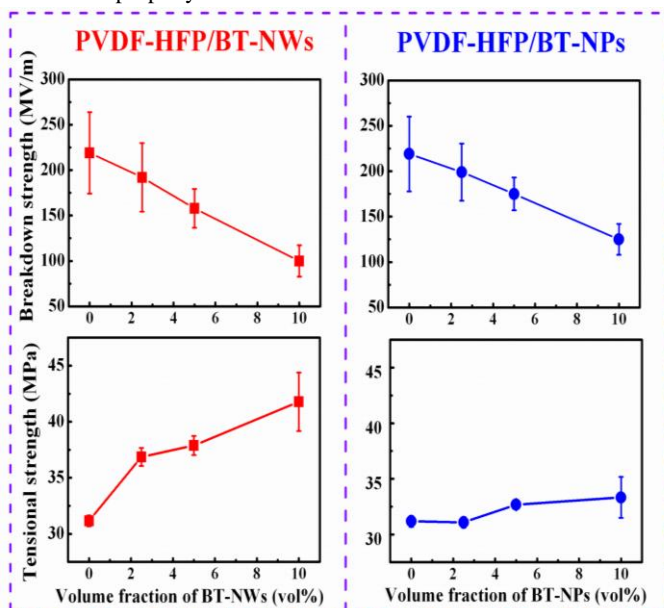 PVDF-HFP/BT-NWs
PVDF-HFP/BT-NPs
Breakdown strength (MV/m)
300
250
200
150
100
50
0 2 4 6 8 10
300
250
200
150
100
50
0 2 4 6 8 10
Tensional strength (MPa)
45
40
35
30
0 2 4 6 8 10
Volume fraction of BT-NWs (vol%)
45
40
35
30
0 2 4 6 8 10
Volume fraction of BT-NPs (vol%)